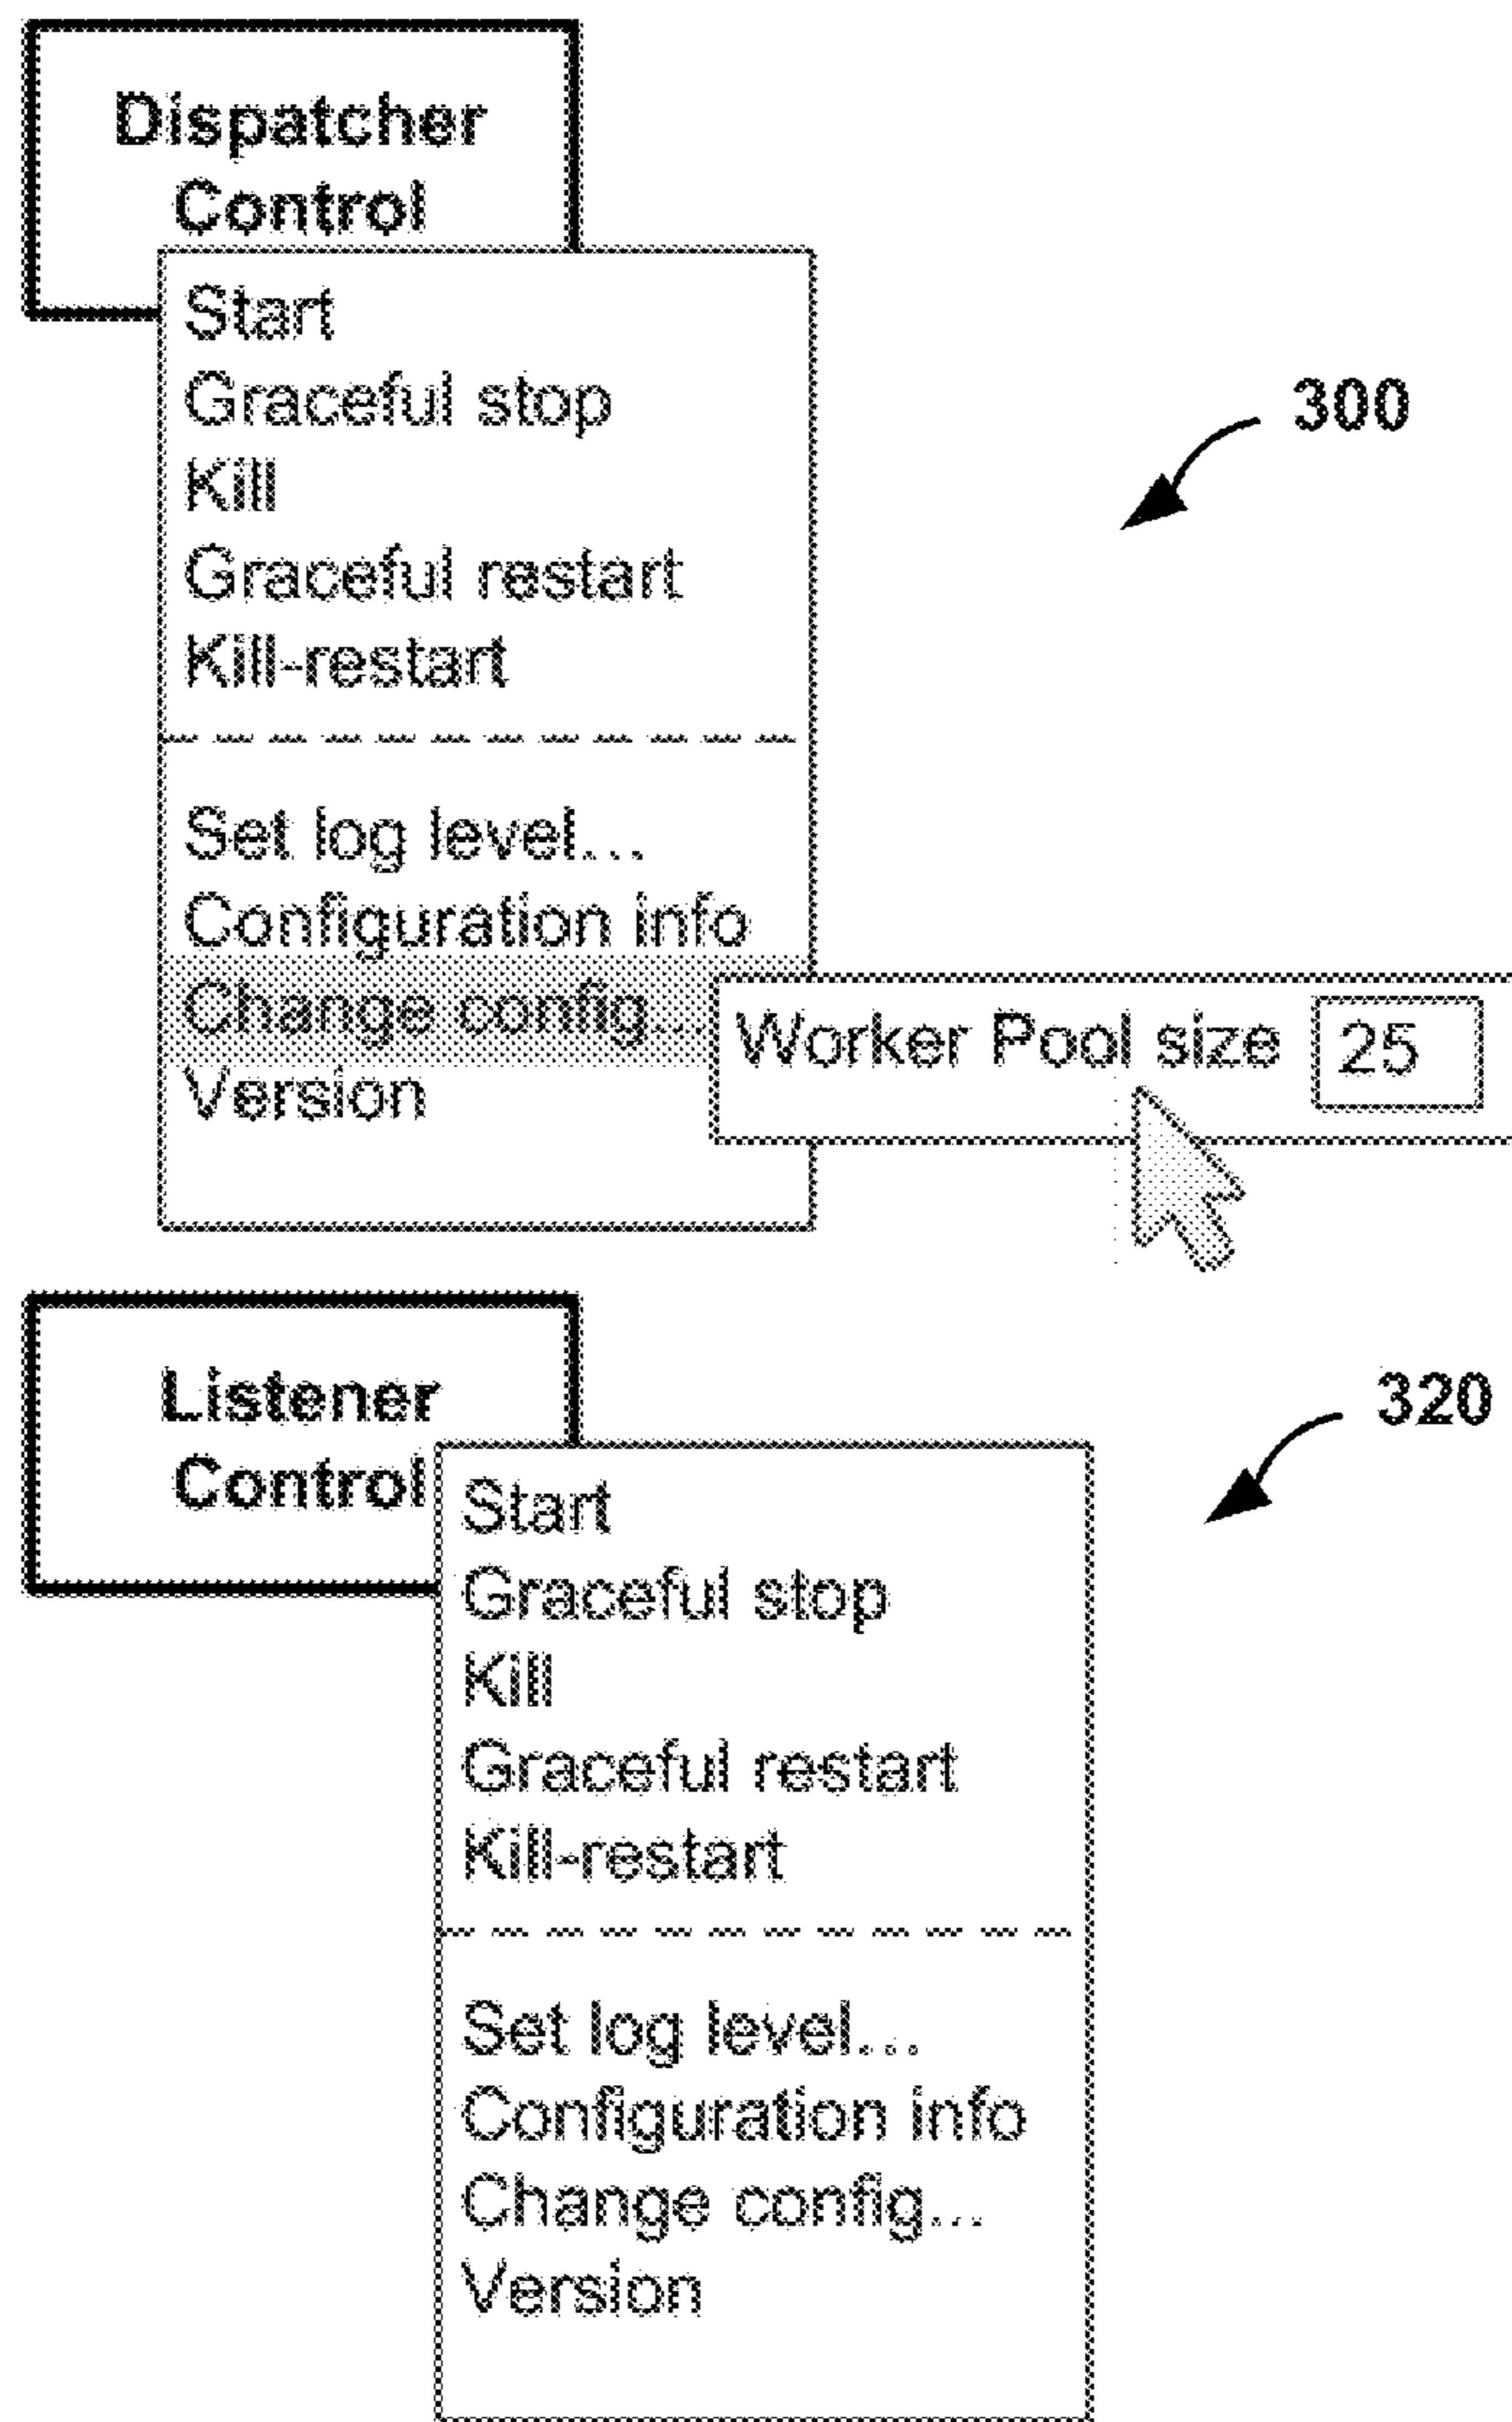 Dispatcher
Control
Start
Graceful stop
Kill
Graceful restart
Kill-restart
Set log level...
Configuration info
Change config...
Worker Pool size 25
Version
300
Listener
Control
Start
Graceful stop
Kill
Graceful restart
Kill-restart
Set log level...
Configuration info
Change config...
Version
320